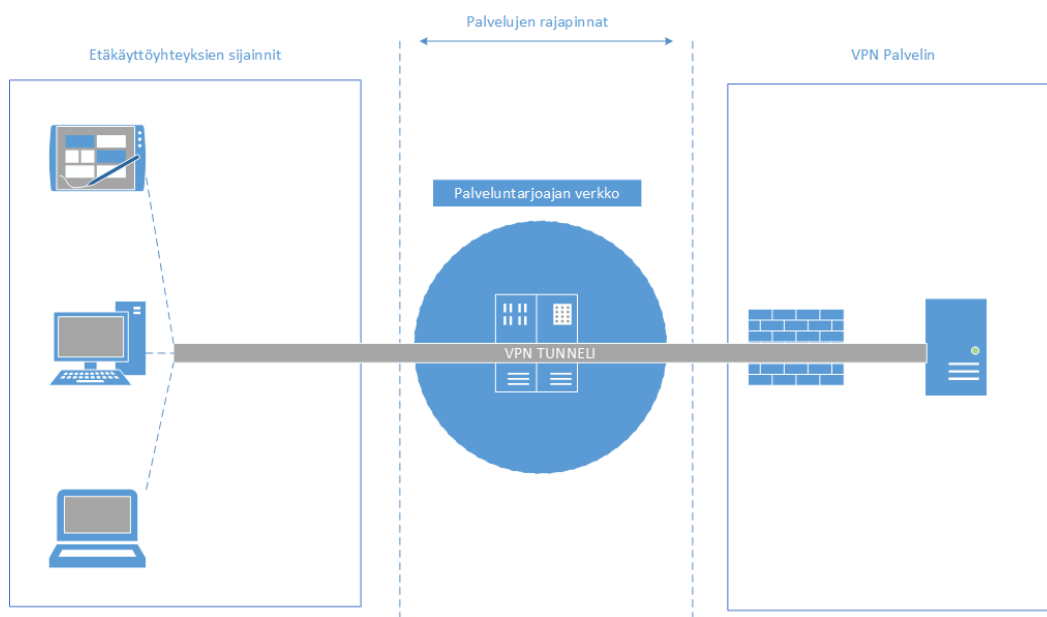 Palvelujen rajapinnat
Etäkäyttöyhteyksien sijainnit
VPN Palvelin
Palveluntarjoajan verkko
VPN TUNNELI